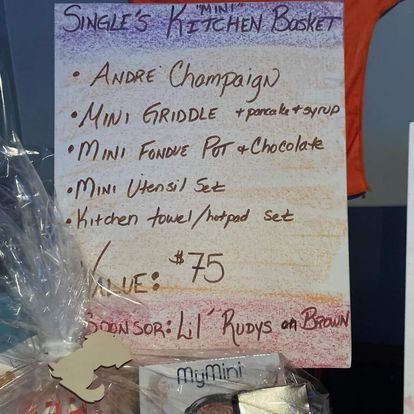 "MINI"
SINGLE'S KITCHEN BASKET
• ANDRÉ Champaign
• MINI GRIDDLE + pancake + syrup
• MINI FONDUE POT + Chocolate
• MINI UTENSIL SET
• Kitchen towel/hotpad set
VALUE: $75
SPONSOR: LIL' RUDYS on BROWN
MyMini